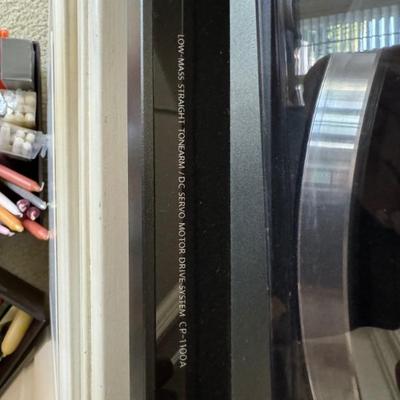 LOW-MASS STRAIGHT TONEARM / DC SERVO MOTOR DRIVE SYSTEM CP-1100A